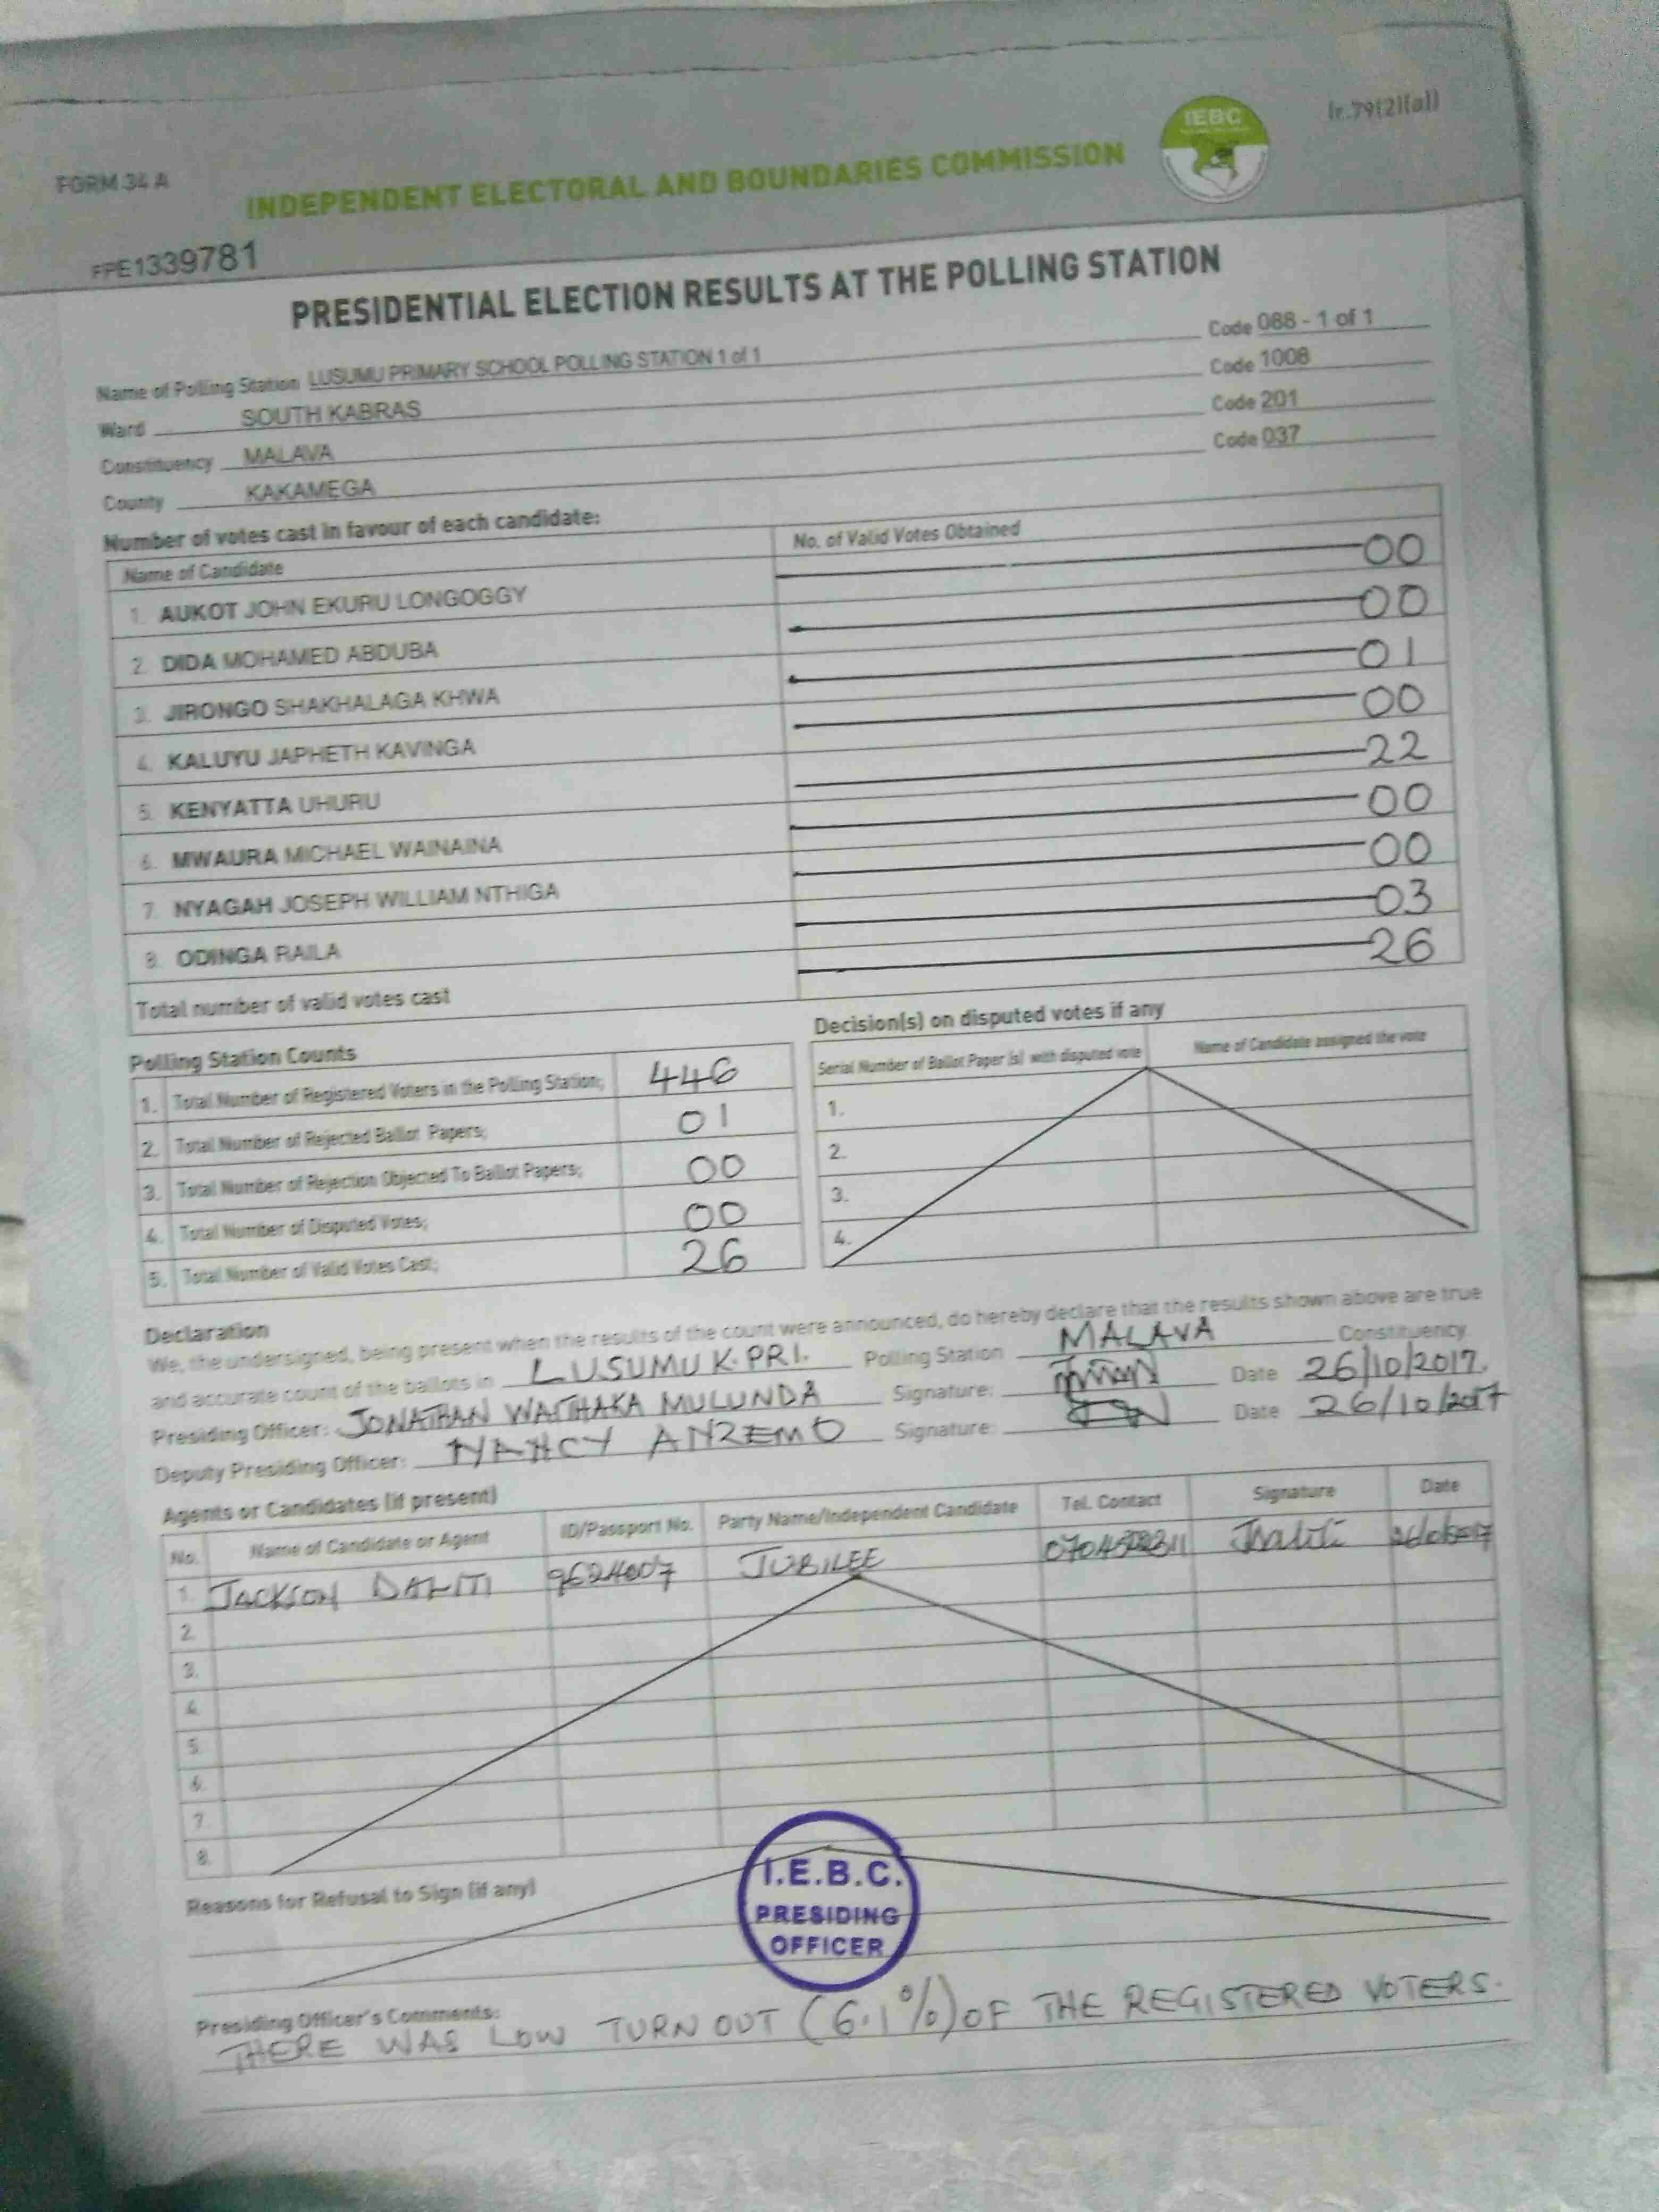 (r.79(2)(a))
FORM 34 A
INDEPENDENT ELECTORAL AND BOUNDARIES COMMISSION
IEBC
FPE1339781
PRESIDENTIAL ELECTION RESULTS AT THE POLLING STATION
Name of Polling Station LUSUMU PRIMARY SCHOOL POLLING STATION 1 of 1 Code 088 - 1 of 1
Ward SOUTH KABRAS Code 1008
Constituency MALAVA Code 201
County KAKAMEGA Code 037
Number of votes cast in favour of each candidate:
Name of Candidate No. of Valid Votes Obtained
1. AUKOT JOHN EKURU LONGOGGY 00
2. DIDA MOHAMED ABDUBA 00
3. JIRONGO SHAKHALAGA KHWA 01
4. KALUYU JAPHETH KAVINGA 00
5. KENYATTA UHURU 22
6. MWAURA MICHAEL WAINAINA 00
7. NYAGAH JOSEPH WILLIAM NTHIGA 00
8. ODINGA RAILA 03
Total number of valid votes cast 26
Polling Station Counts
1. Total Number of Registered Voters in the Polling Station; 446
2. Total Number of Rejected Ballot Papers; 01
3. Total Number of Rejection Objected To Ballot Papers; 00
4. Total Number of Disputed Votes; 00
5. Total Number of Valid Votes Cast; 26
Decision(s) on disputed votes if any
Serial Number of Ballot Paper (s) with disputed vote Name of Candidate assigned the vote
1.
2.
3.
4.
Declaration
We, the undersigned, being present when the results of the count were announced, do hereby declare that the results shown above are true
and accurate count of the ballots in LUSUMU K. PRI. Polling Station MALAVA Constituency
Presiding Officer: JONATHAN WAITHAKA MULUNDA Signature: Date 26/10/2017.
Deputy Presiding Officer: NANCY ANZEMO Signature: Date 26/10/2017
Agents or Candidates (if present)
No. Name of Candidate or Agent ID/Passport No. Party Name/Independent Candidate Tel. Contact Signature Date
1. JACKSON DALITI JUBILEE
2.
3.
4.
5.
6.
7.
8.
Reasons for Refusal to Sign (if any)
I.E.B.C.
PRESIDING
OFFICER
Presiding Officer's Comments:
THERE WAS LOW TURN OUT (6.1%) OF THE REGISTERED VOTERS.